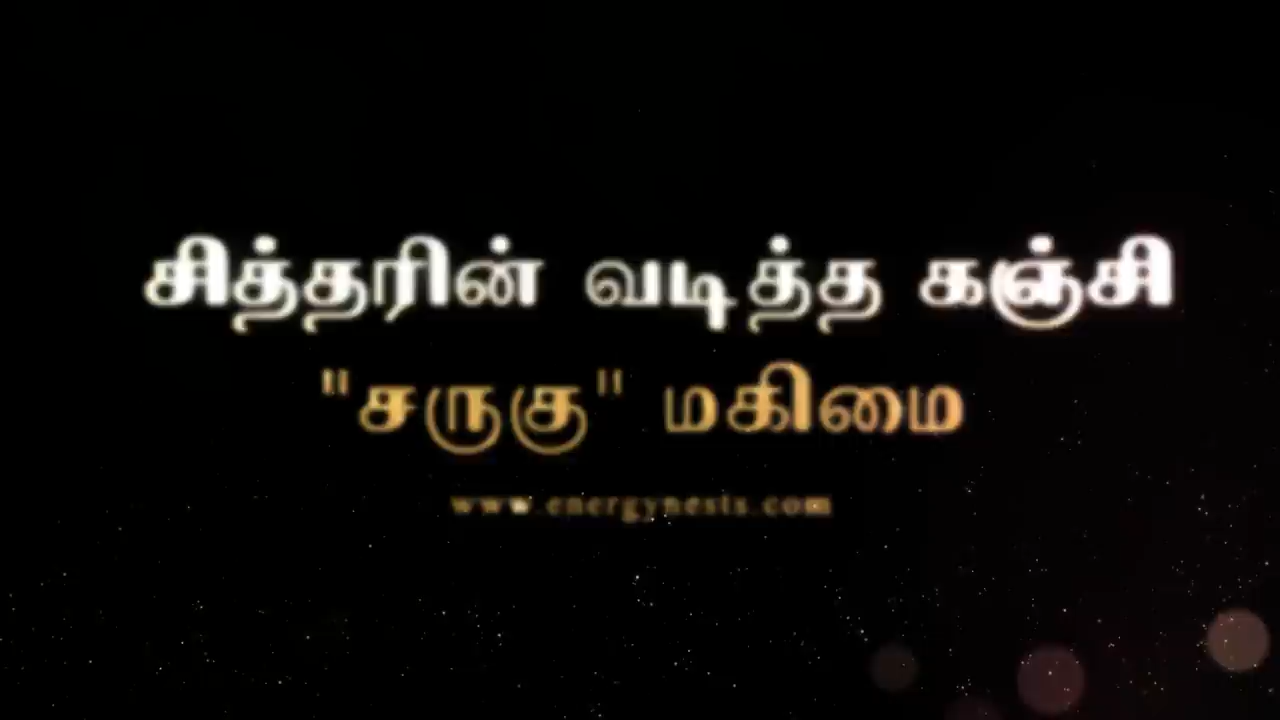 சித்தரின் வடித்த கஞ்சி
"சருகு" மகிமை
www.energynests.com